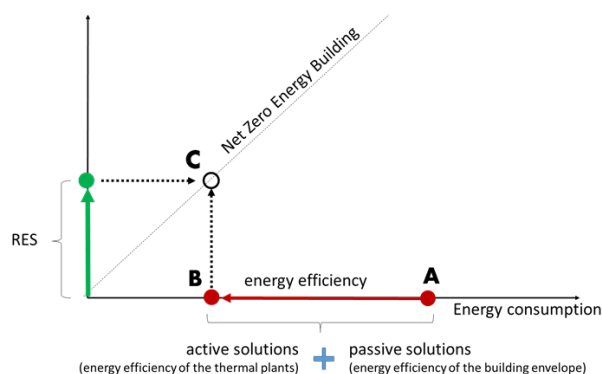 Net Zero Energy Building
C
RES
B
energy efficiency
A
Energy consumption
active solutions
(energy efficiency of the thermal plants)
+
passive solutions
(energy efficiency of the building envelope)